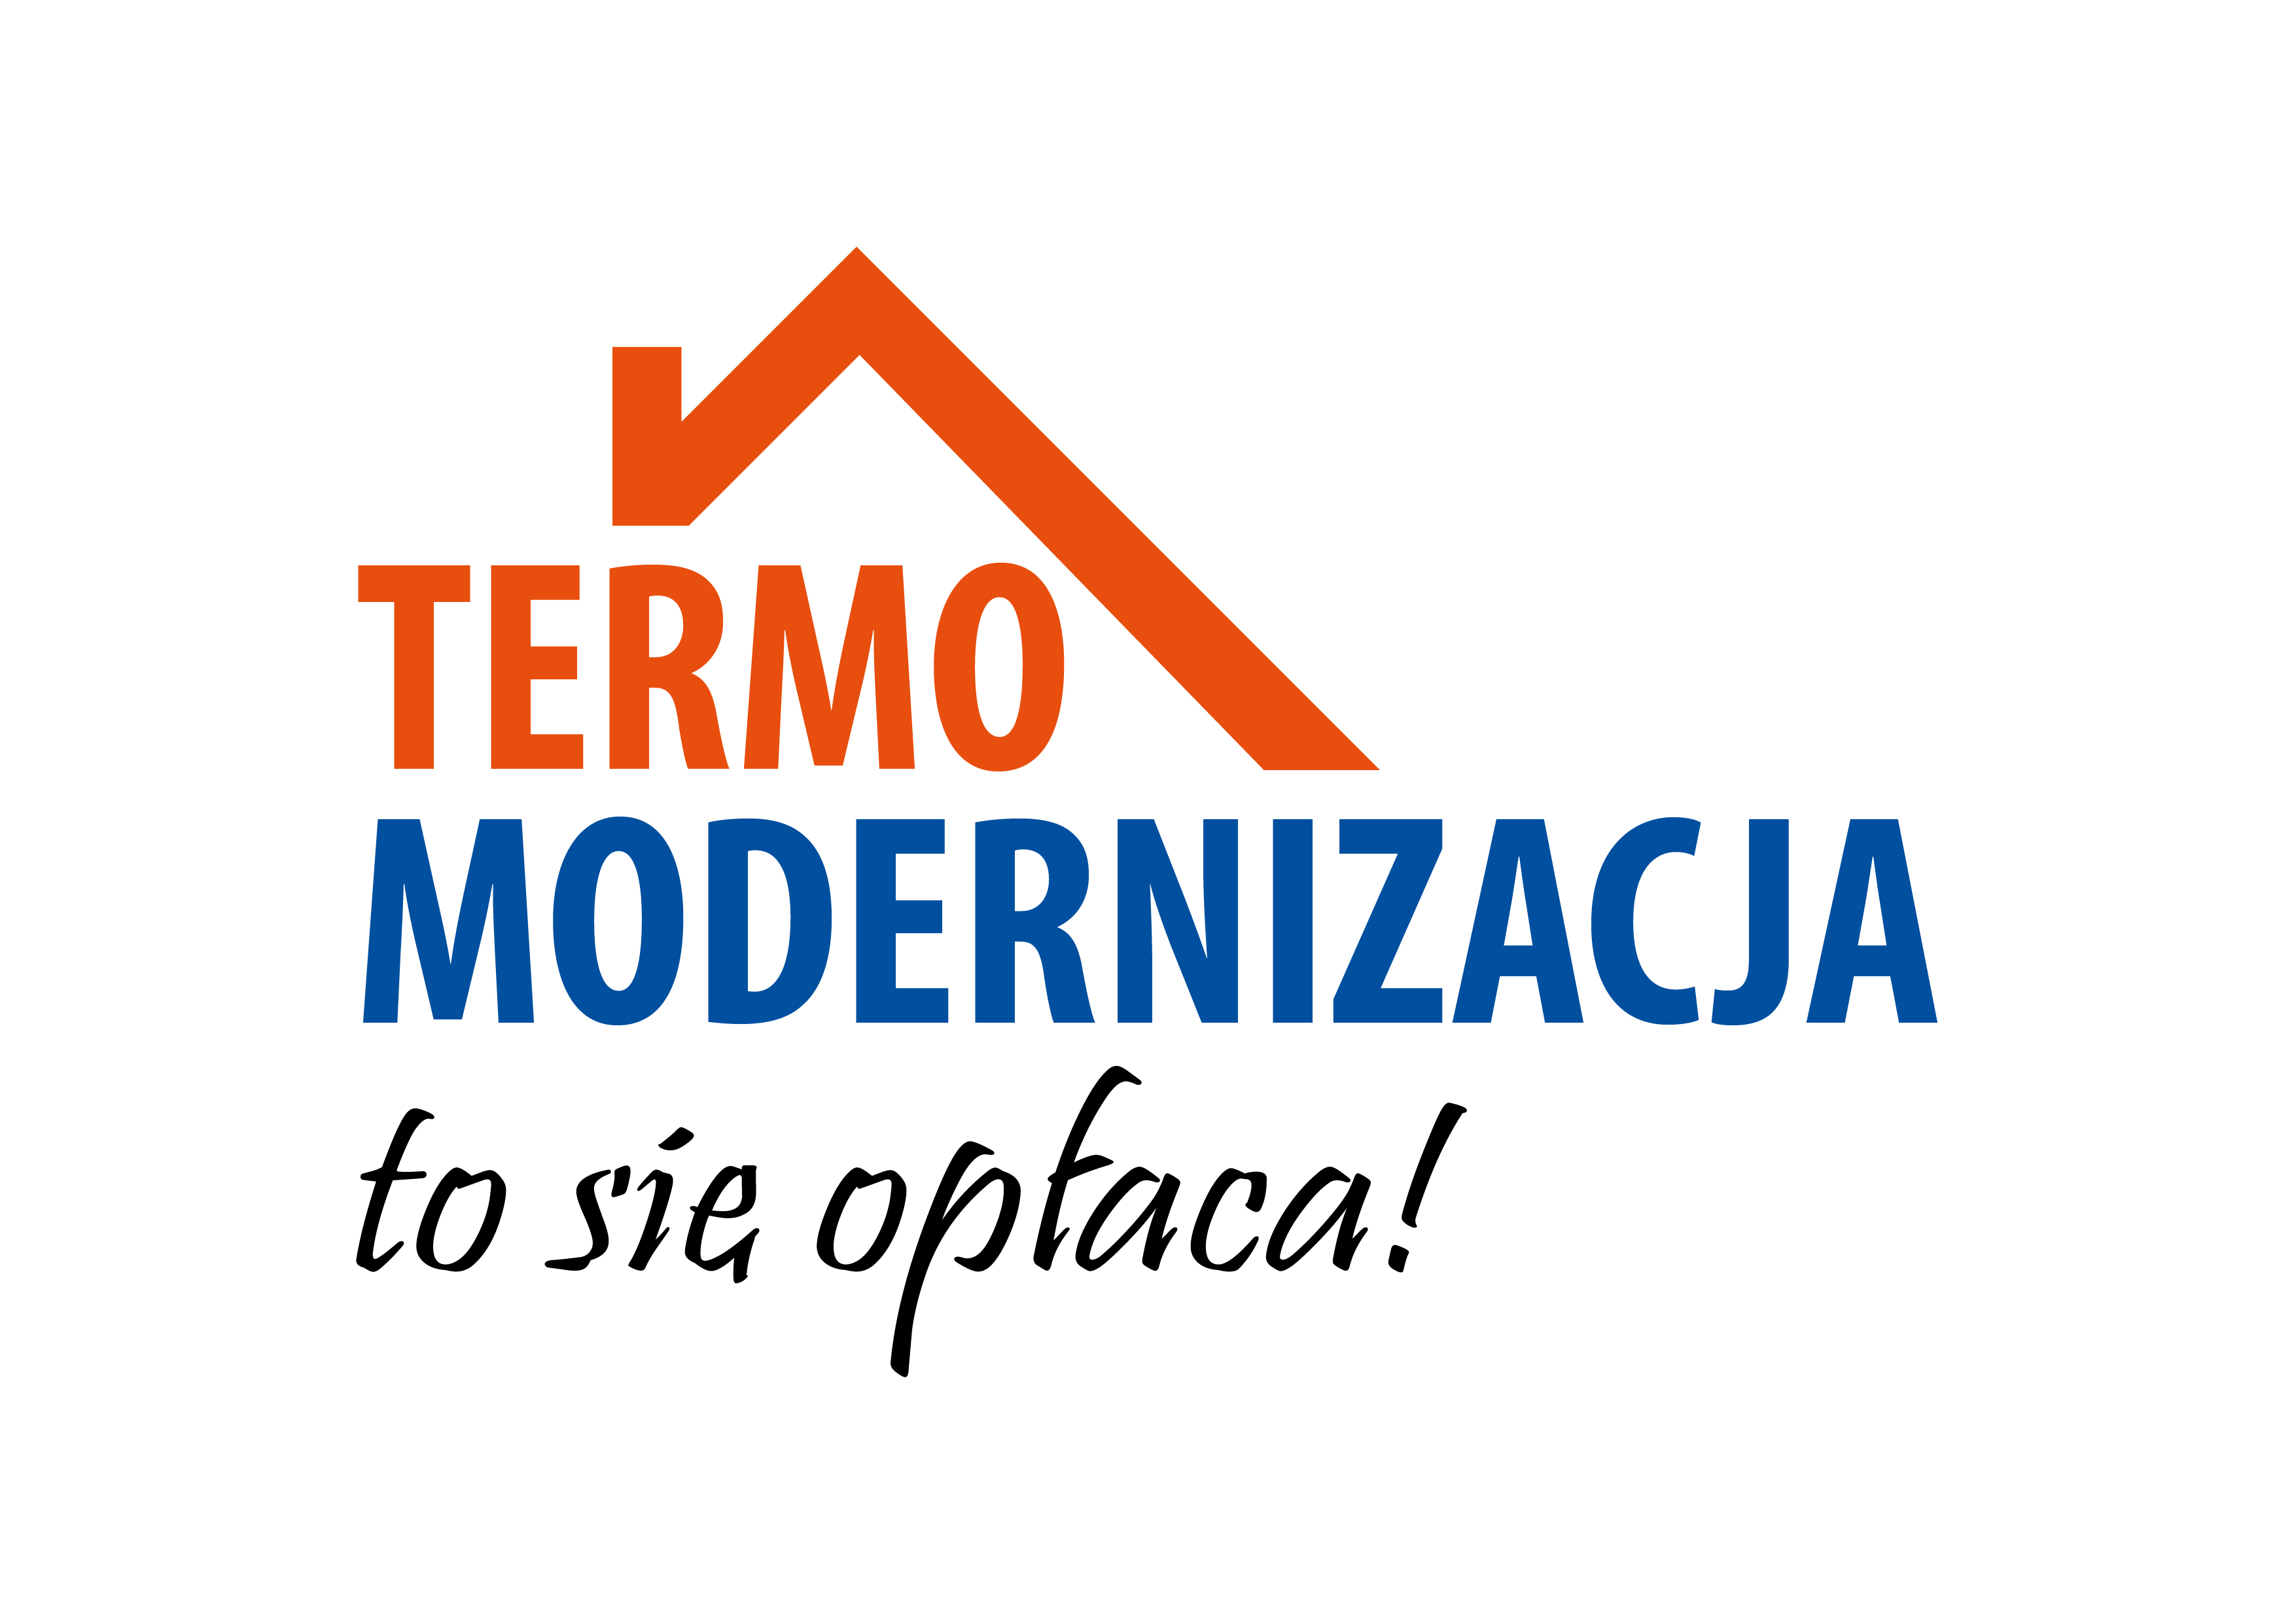 TERMO
MODERNIZACJA
to się opłaca!